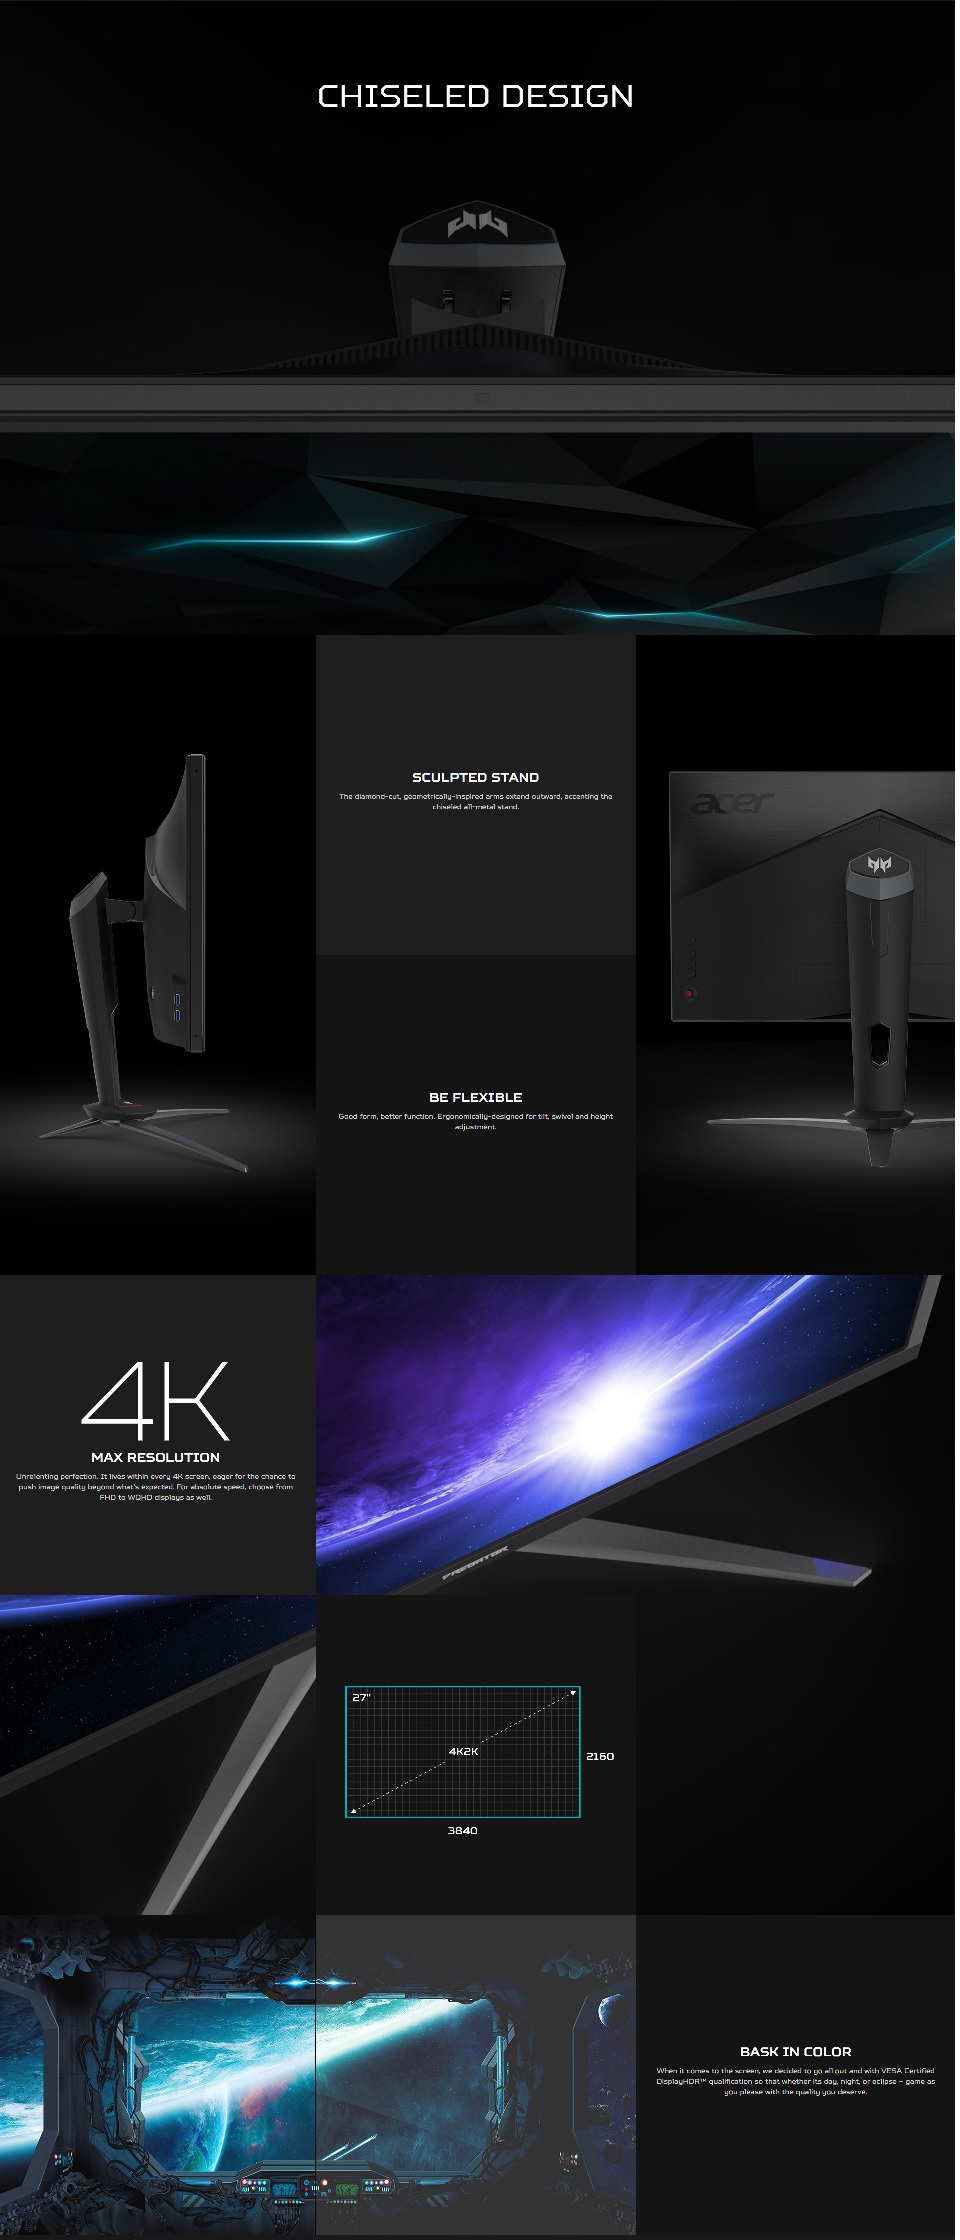 CHISELED DESIGN
SCULPTED STAND
The diamond-cut, geometrically-inspired arms extend outward, accenting the
chiseled all-metal stand.
acer
BE FLEXIBLE
Good form, better function. Ergonomically-designed for tilt, swivel and height
adjustment.
4K
MAX RESOLUTION
Unrelenting perfection. It lives within every 4K screen, eager for the chance to
push image quality beyond what's expected. For absolute speed, choose from
FHD to WQHD displays as well.
PREDATOR
27"
4K2K
2160
3840
BASK IN COLOR
When it comes to the screen, we decided to go all out and with VESA Certified
DisplayHDR™ qualification so that whether its day, night, or eclipse – game as
you please with the quality you deserve.